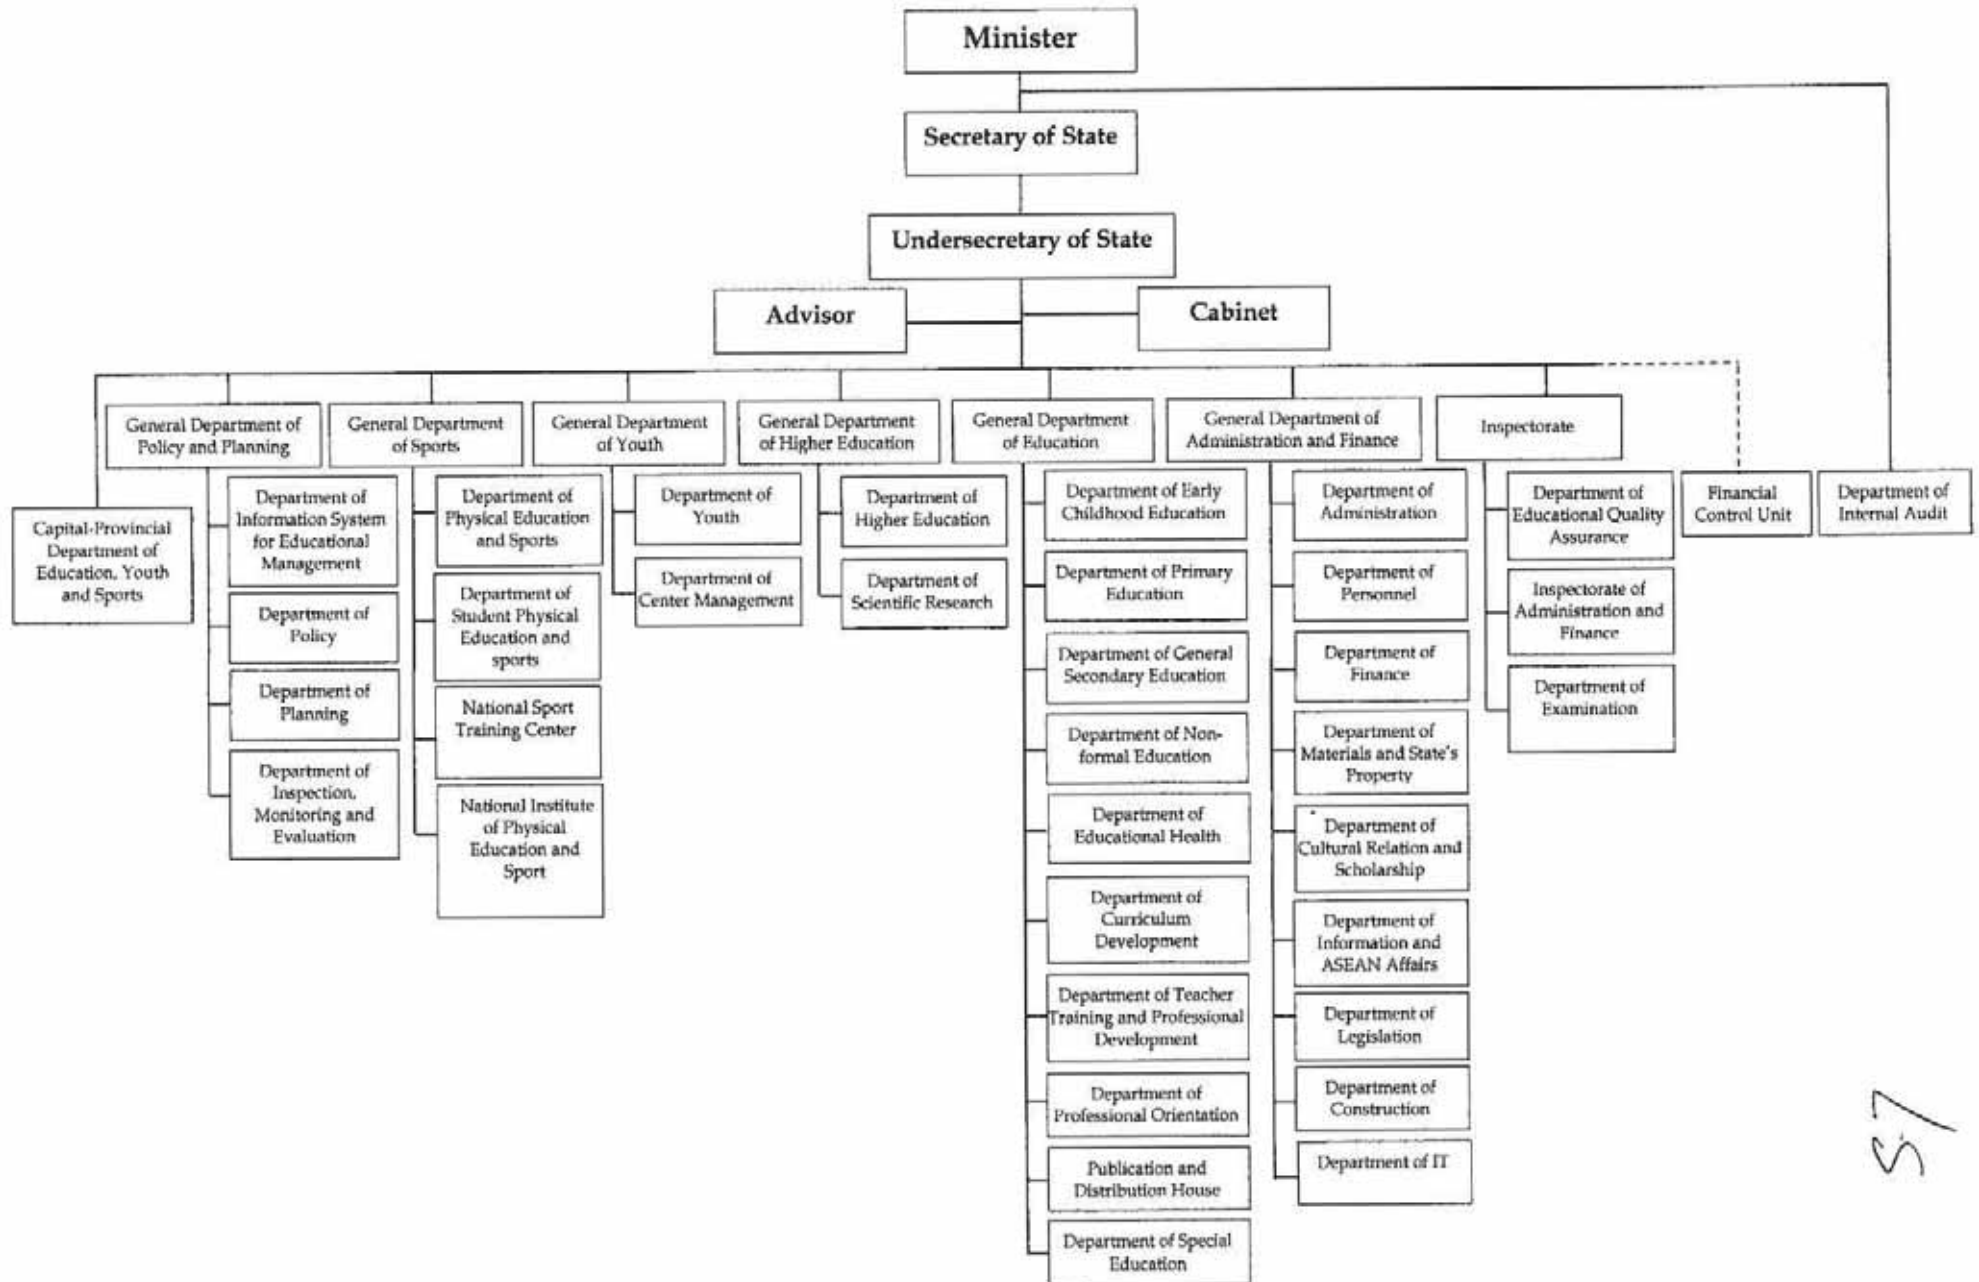 Minister
Secretary of State
Undersecretary of State
Advisor
Cabinet
General Department of
Policy and Planning
General Department
of Sports
General Department
of Youth
General Department
of Higher Education
General Department
of Education
General Department of
Administration and Finance
Inspectorate
Capital-Provincial
Department of
Education, Youth
and Sports
Department of
Information System
for Educational
Management
Department of
Policy
Department of
Planning
Department of
Inspection,
Monitoring and
Evaluation
Department of
Physical Education
and Sports
Department of
Student Physical
Education and
sports
National Sport
Training Center
National Institute
of Physical
Education and
Sport
Department of
Youth
Department of
Center Management
Department of
Higher Education
Department of
Scientific Research
Department of Early
Childhood Education
Department of Primary
Education
Department of General
Secondary Education
Department of Non-
formal Education
Department of
Educational Health
Department of
Curriculum
Development
Department of Teacher
Training and Professional
Development
Department of
Professional Orientation
Publication and
Distribution House
Department of Special
Education
Department of
Administration
Department of
Personnel
Department of
Finance
Department of
Materials and State's
Property
Department of
Cultural Relation and
Scholarship
Department of
Information and
ASEAN Affairs
Department of
Legislation
Department of
Construction
Department of IT
Department of
Educational Quality
Assurance
Inspectorate of
Administration and
Finance
Department of
Examination
Financial
Control Unit
Department of
Internal Audit